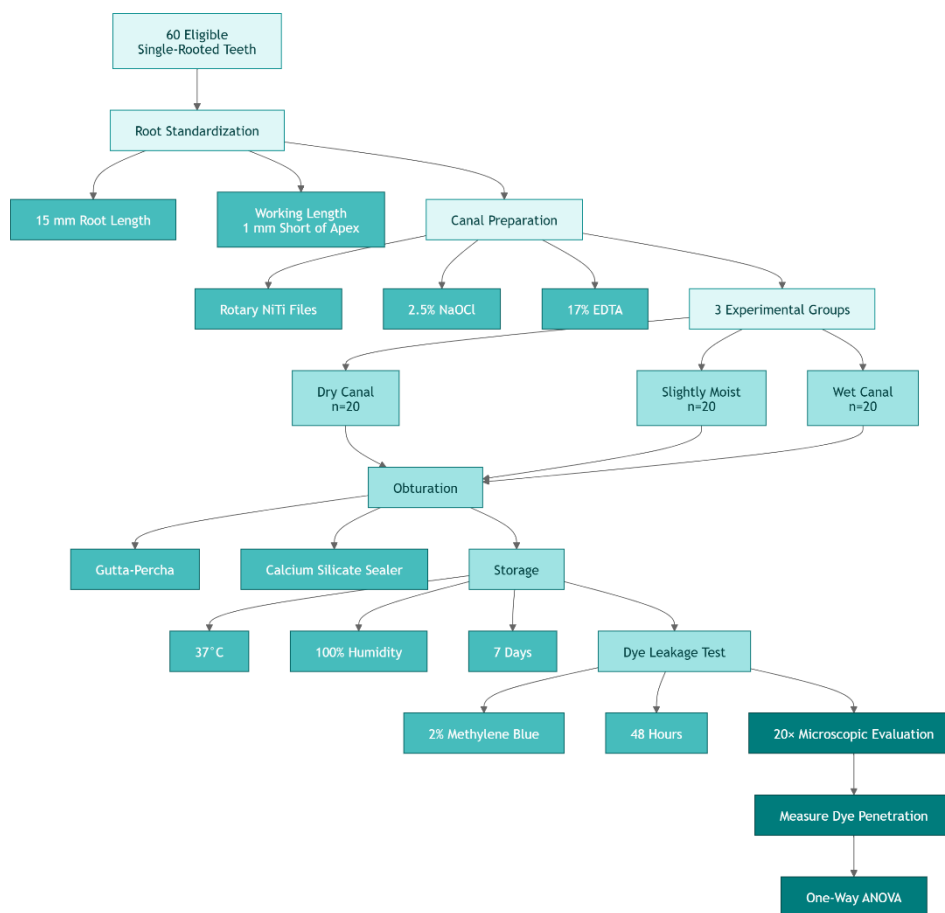 60 Eligible
Single-Rooted Teeth
Root Standardization
15 mm Root Length
Working Length
1 mm Short of Apex
Canal Preparation
Rotary NiTi Files
2.5% NaOCl
17% EDTA
3 Experimental Groups
Dry Canal
n=20
Slightly Moist
n=20
Wet Canal
n=20
Obturation
Gutta-Percha
Calcium Silicate Sealer
Storage
37°C
100% Humidity
7 Days
Dye Leakage Test
2% Methylene Blue
48 Hours
20× Microscopic Evaluation
Measure Dye Penetration
One-Way ANOVA